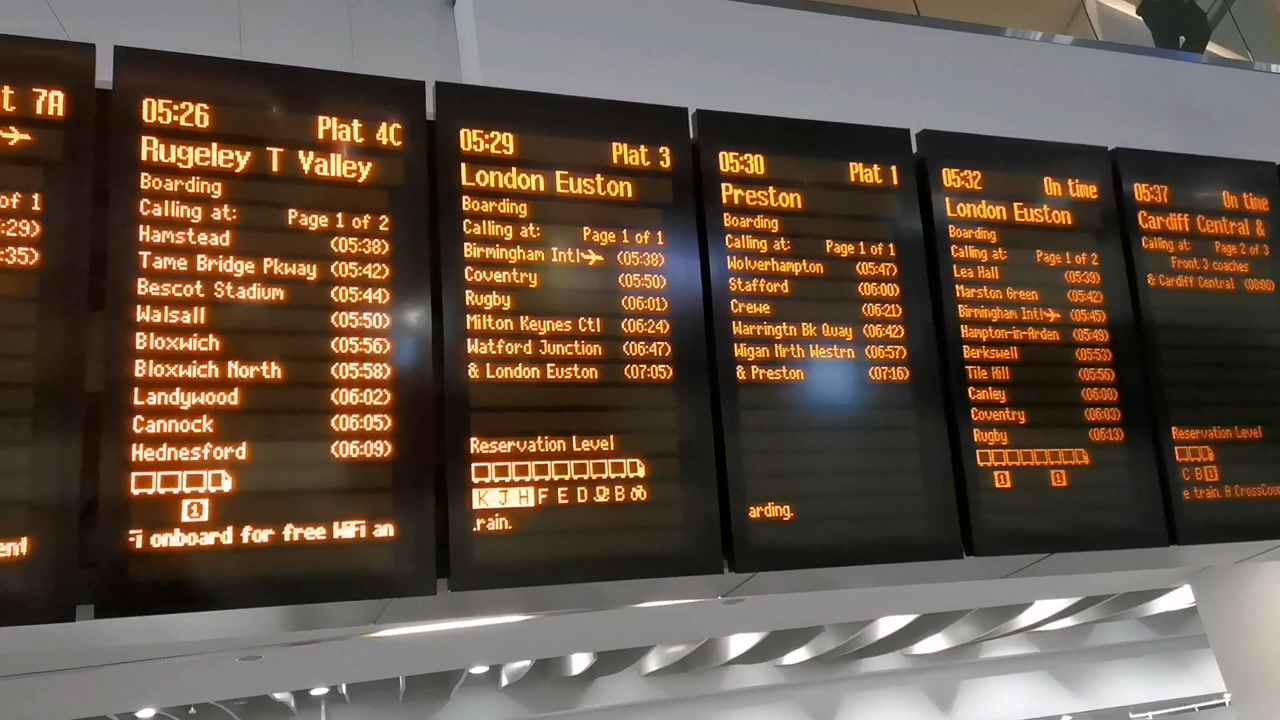 t 7A
of 1
:29)
:35)
05:26 Plat 4C
Rugeley T Valley
Boarding
Calling at: Page 1 of 2
Hamstead (05:38)
Tame Bridge Pkway (05:42)
Bescot Stadium (05:44)
Walsall (05:50)
Bloxwich (05:56)
Bloxwich North (05:58)
Landywood (06:02)
Cannock (06:05)
Hednesford (06:09)
1
i onboard for free WiFi an
05:29 Plat 3
London Euston
Boarding
Calling at: Page 1 of 1
Birmingham Intl (05:38)
Coventry (05:50)
Rugby (06:01)
Milton Keynes Ctl (06:24)
Watford Junction (06:47)
& London Euston (07:05)
Reservation Level
K J H F E D B
.rain.
05:30 Plat 1
Preston
Boarding
Calling at: Page 1 of 1
Wolverhampton (05:47)
Stafford (06:00)
Crewe (06:21)
Warringtn Bk Quay (06:42)
Wigan Nrth Westrn (06:57)
& Preston (07:16)
arding.
05:32 On time
London Euston
Boarding
Calling at: Page 1 of 2
Lea Hall (05:39)
Marston Green (05:42)
Birmingham Intl (05:45)
Hampton-in-Arden (05:49)
Berkswell (05:53)
Tile Hill (05:56)
Canley (06:00)
Coventry (06:03)
Rugby (06:13)
1 1
05:37 On time
Cardiff Central &
Calling at: Page 2 of 3
Front 3 coaches
& Cardiff Central (08:00)
Reservation Level
C B 1
e train. A CrossCou